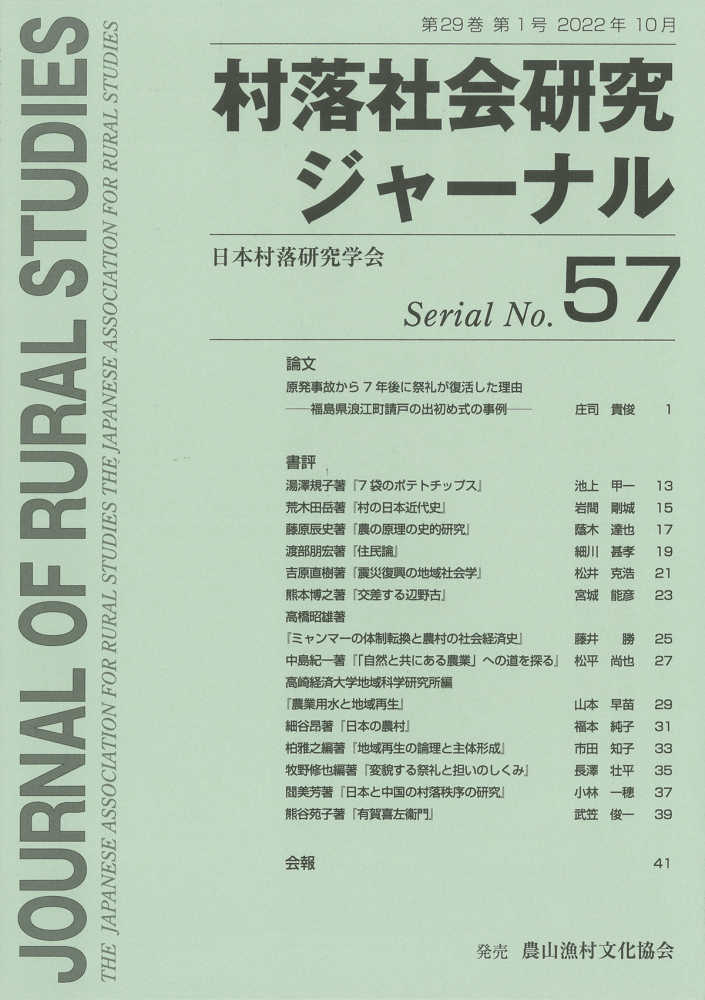 第29巻 第1号 2022年 10月
村落社会研究
ジャーナル
日本村落研究学会
Serial No. 57
論文
原発事故から7年後に祭礼が復活した理由
――福島県浪江町請戸の出初め式の事例―― 庄司 貴俊 1
書評
湯澤規子著『7袋のポテトチップス』 池上 甲一 13
荒木田岳著『村の日本近代史』 岩間 剛城 15
藤原辰史著『農の原理の史的研究』 蔭木 達也 17
渡部朋宏著『住民論』 細川 甚孝 19
吉原直樹著『震災復興の地域社会学』 松井 克浩 21
熊本博之著『交差する辺野古』 宮城 能彦 23
高橋昭雄著
『ミャンマーの体制転換と農村の社会経済史』 藤井 勝 25
中島紀一著『「自然と共にある農業」への道を探る』 松平 尚也 27
高崎経済大学地域科学研究所編
『農業用水と地域再生』 山本 早苗 29
細谷昂著『日本の農村』 福本 純子 31
柏雅之編著『地域再生の論理と主体形成』 市田 知子 33
牧野修也編著『変貌する祭礼と担いのしくみ』 長澤 壮平 35
閻美芳著『日本と中国の村落秩序の研究』 小林 一穂 37
熊谷苑子著『有賀喜左衞門』 武笠 俊一 39
会報 41
発売 農山漁村文化協会
JOURNAL OF RURAL STUDIES
THE JAPANESE ASSOCIATION FOR RURAL STUDIES THE JAPANESE ASSOCIATION FOR RURAL STUDIES